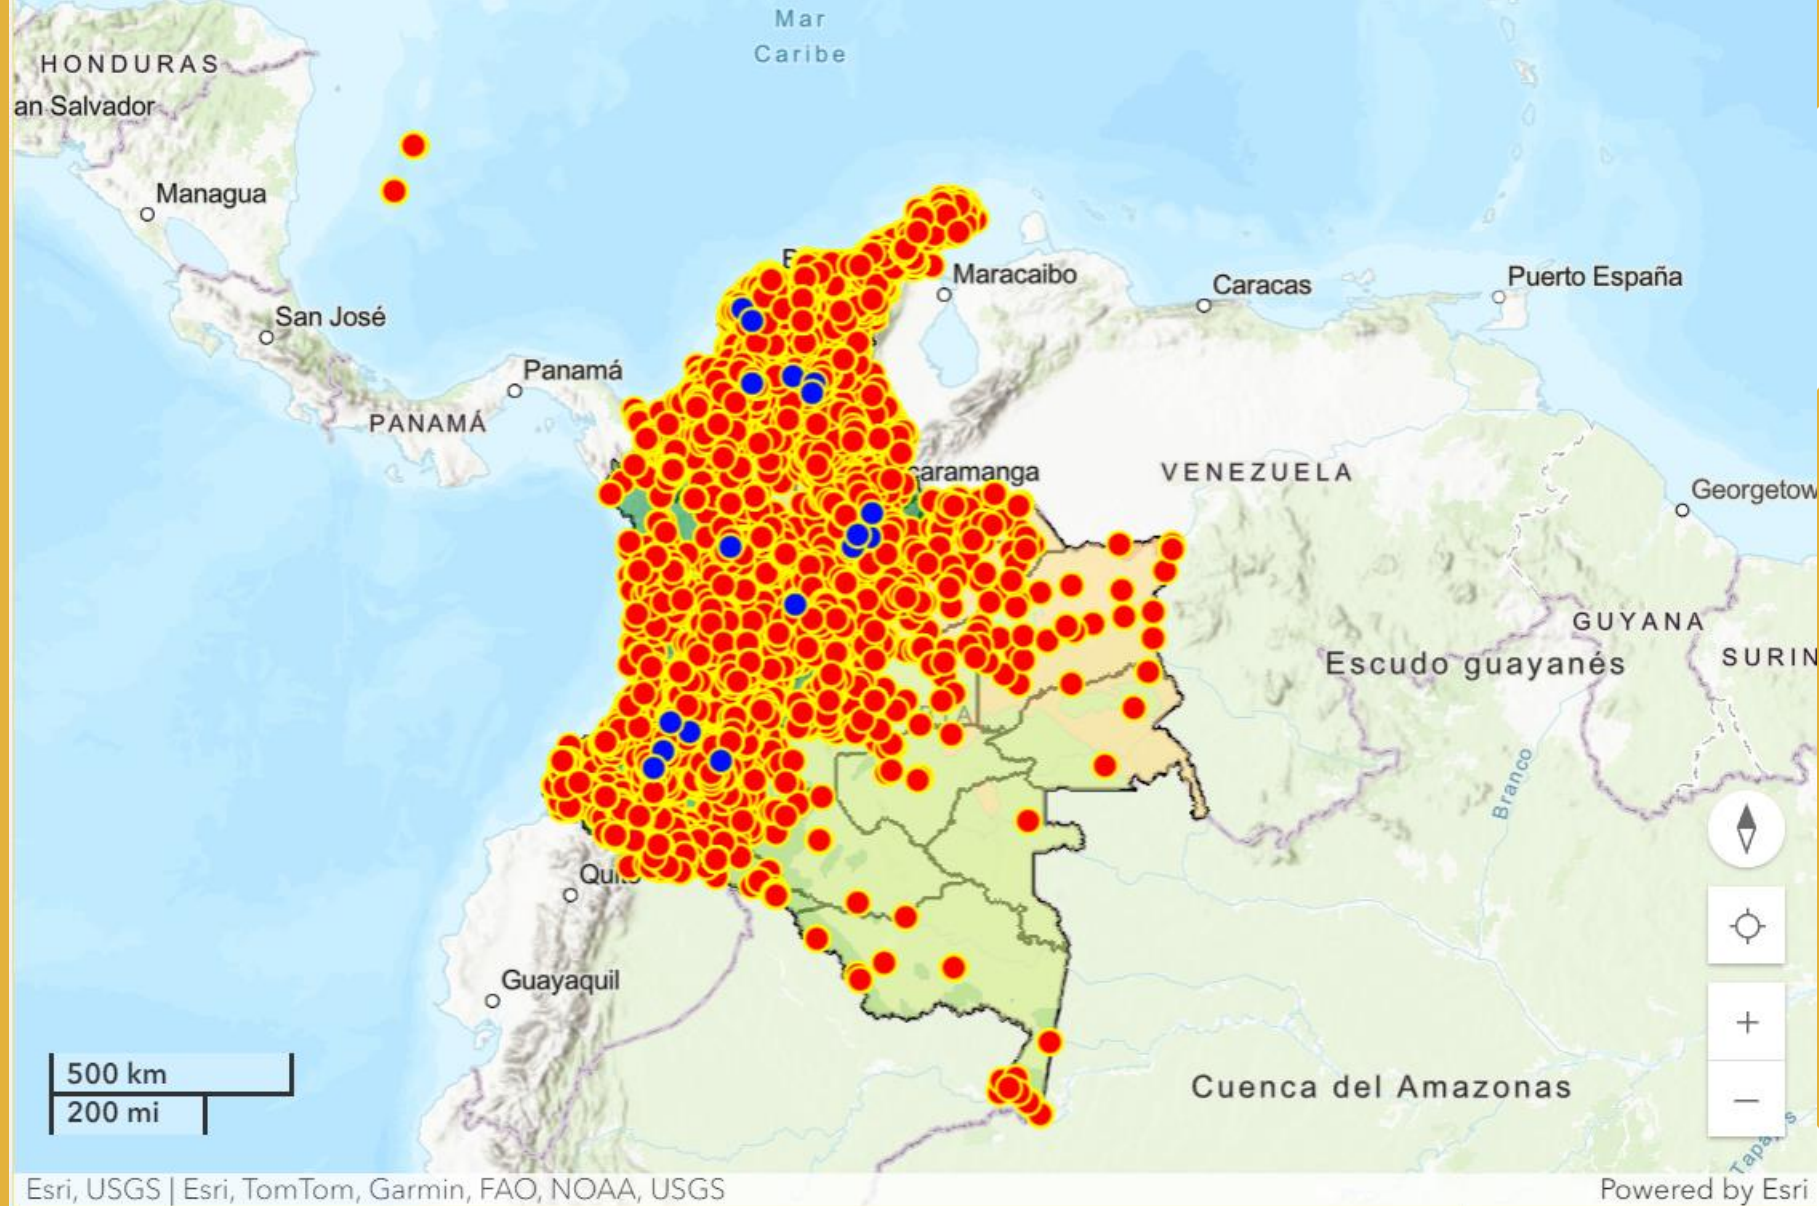 Mar
Caribe
HONDURAS
an Salvador
Managua
San José
Panamá
PANAMÁ
Maracaibo
Caracas
Puerto España
caramanga
VENEZUELA
Georgetow
GUYANA
SURIN
Escudo guayanés
Branco
Guayaquil
Cuenca del Amazonas
500 km
200 mi
+
−
Esri, USGS | Esri, TomTom, Garmin, FAO, NOAA, USGS
Powered by Esri